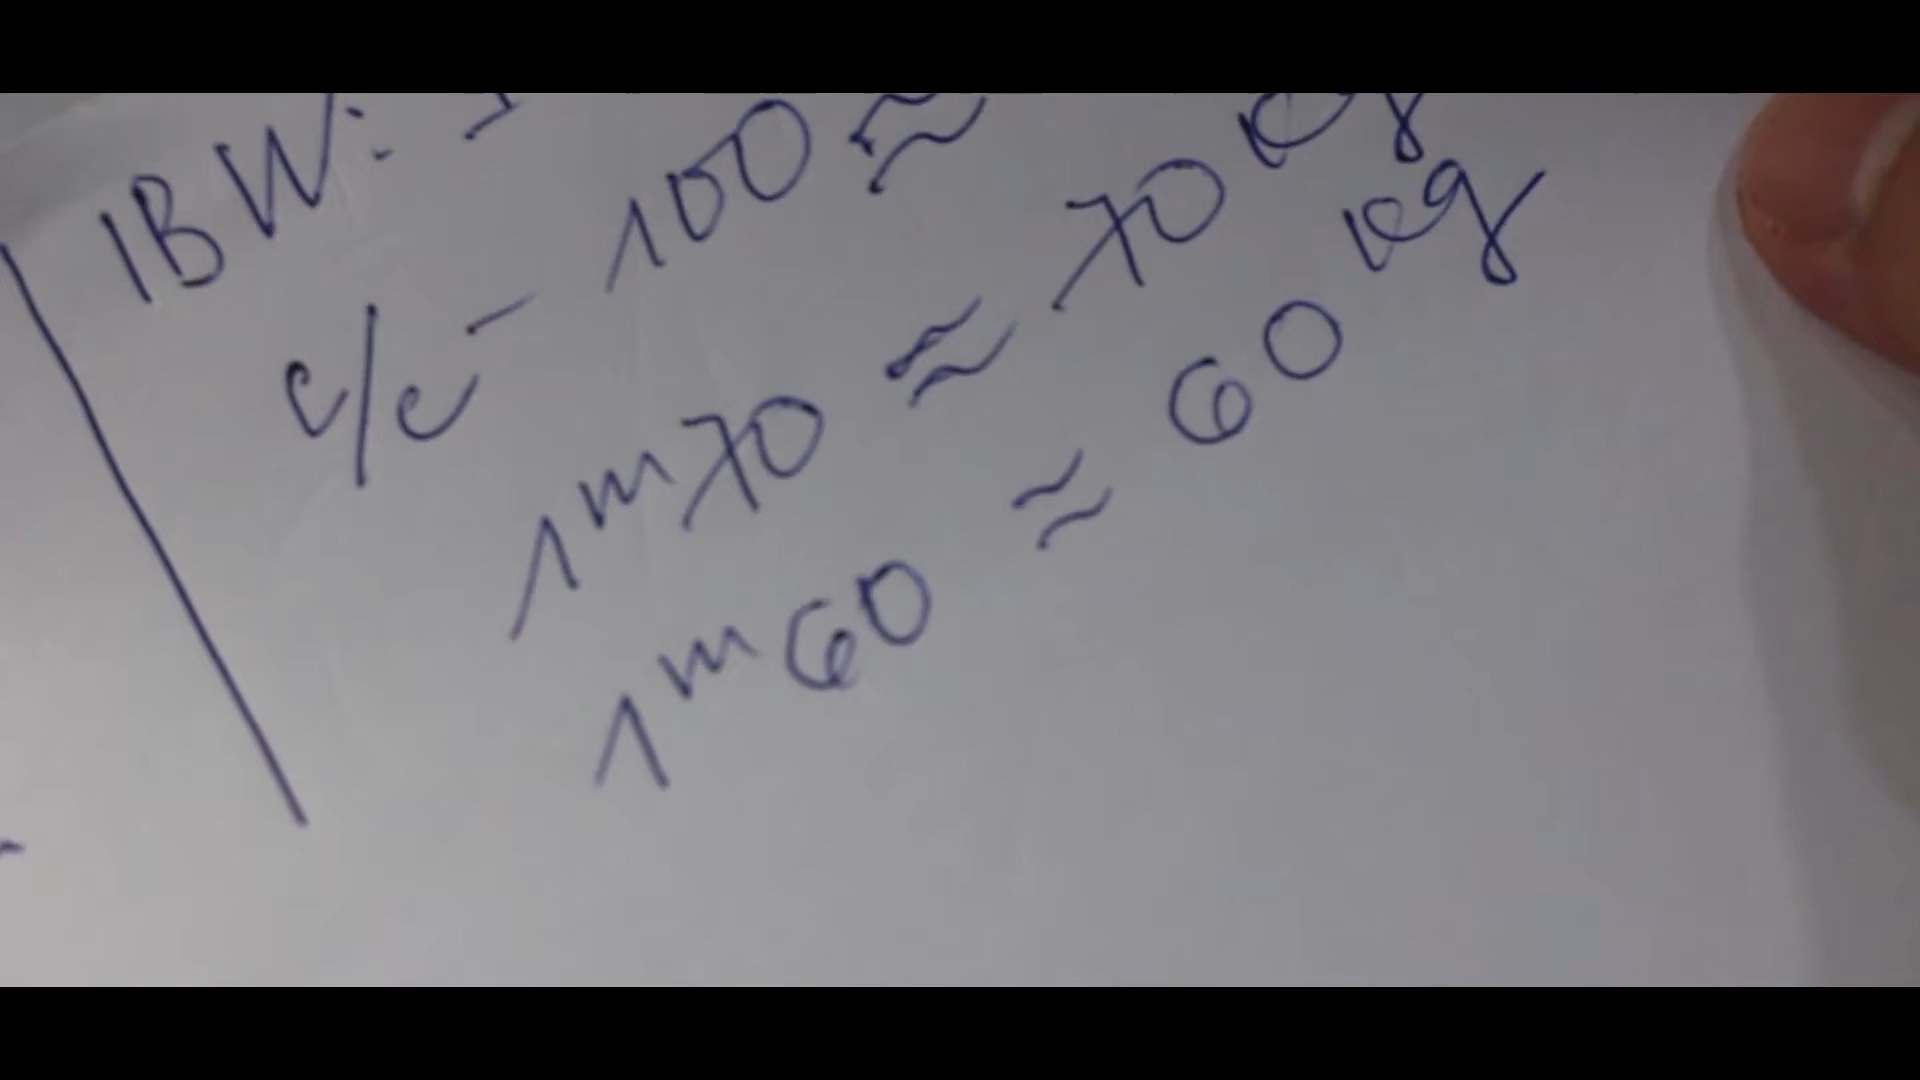 IBW:
c/c - 100 ≈
1m70 ≈ 70 kg
1m60 ≈ 60 kg